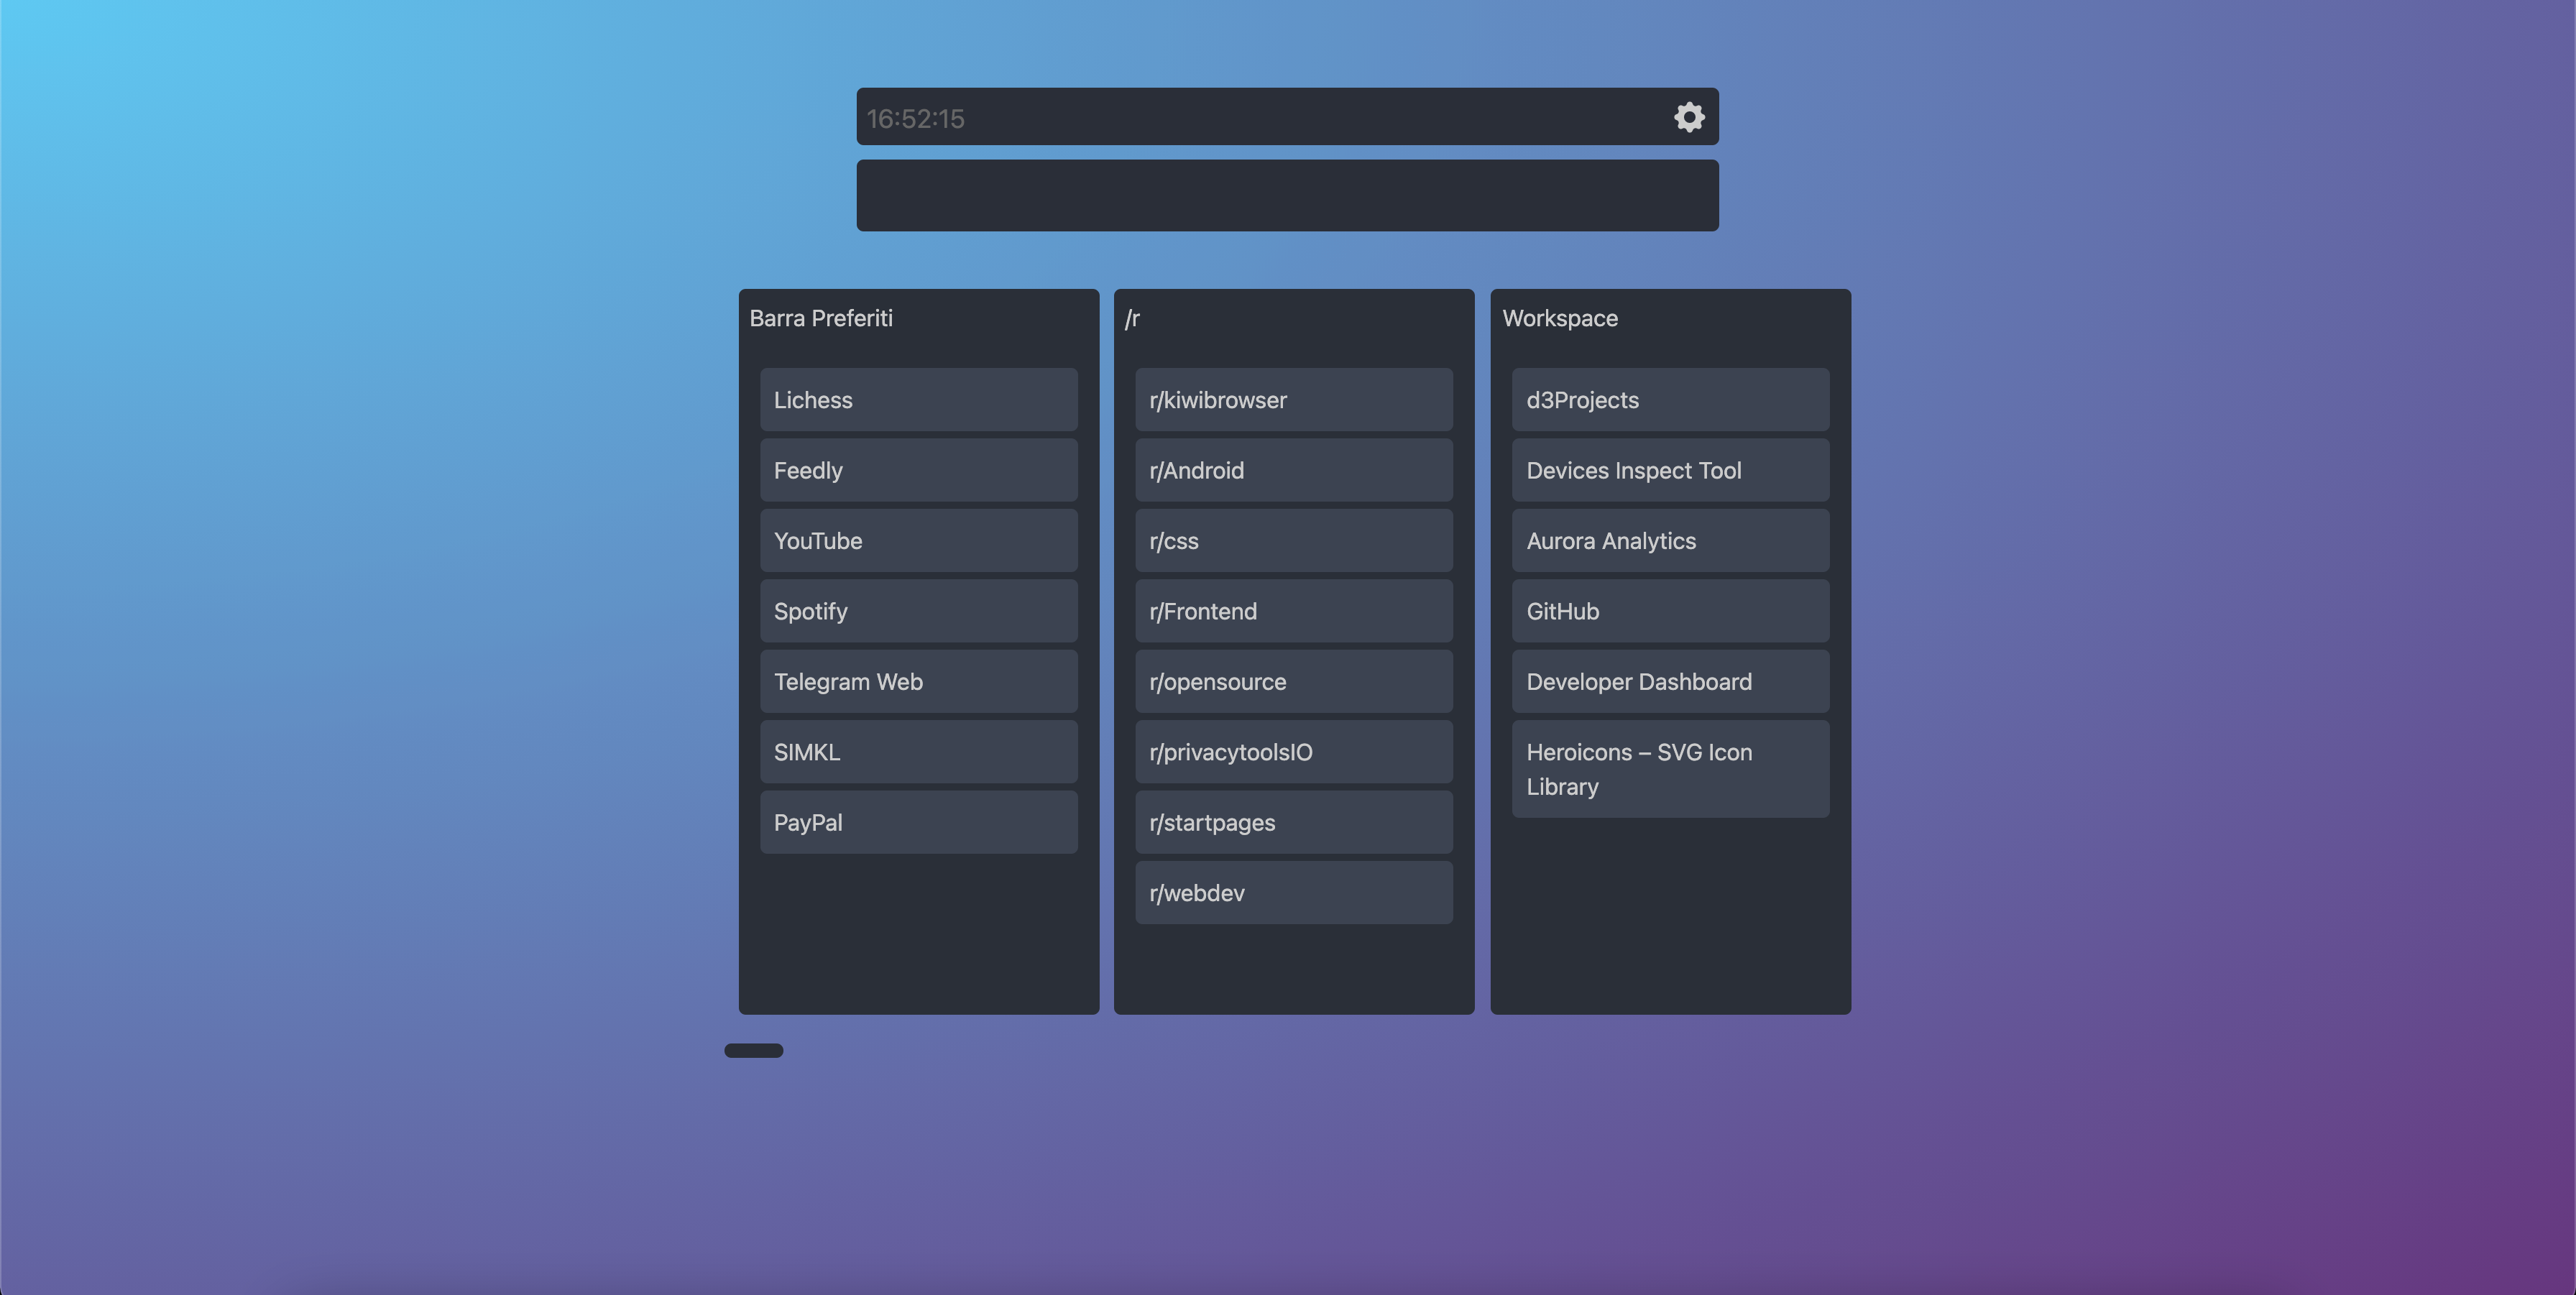 16:52:15
Barra Preferiti
Lichess
Feedly
YouTube
Spotify
Telegram Web
SIMKL
PayPal
/r
r/kiwibrowser
r/Android
r/css
r/Frontend
r/opensource
r/privacytoolsIO
r/startpages
r/webdev
Workspace
d3Projects
Devices Inspect Tool
Aurora Analytics
GitHub
Developer Dashboard
Heroicons – SVG Icon
Library